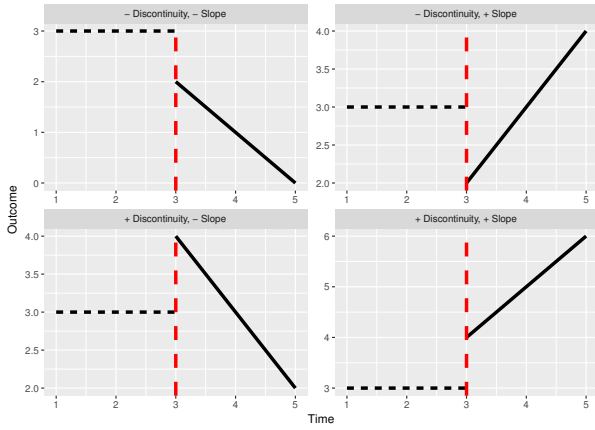 − Discontinuity, − Slope
3
2
1
0
1 2 3 4 5
− Discontinuity, + Slope
4.0
3.5
3.0
2.5
2.0
1 2 3 4 5
+ Discontinuity, − Slope
4.0
3.5
3.0
2.5
2.0
1 2 3 4 5
+ Discontinuity, + Slope
6
5
4
3
1 2 3 4 5
Outcome
Time